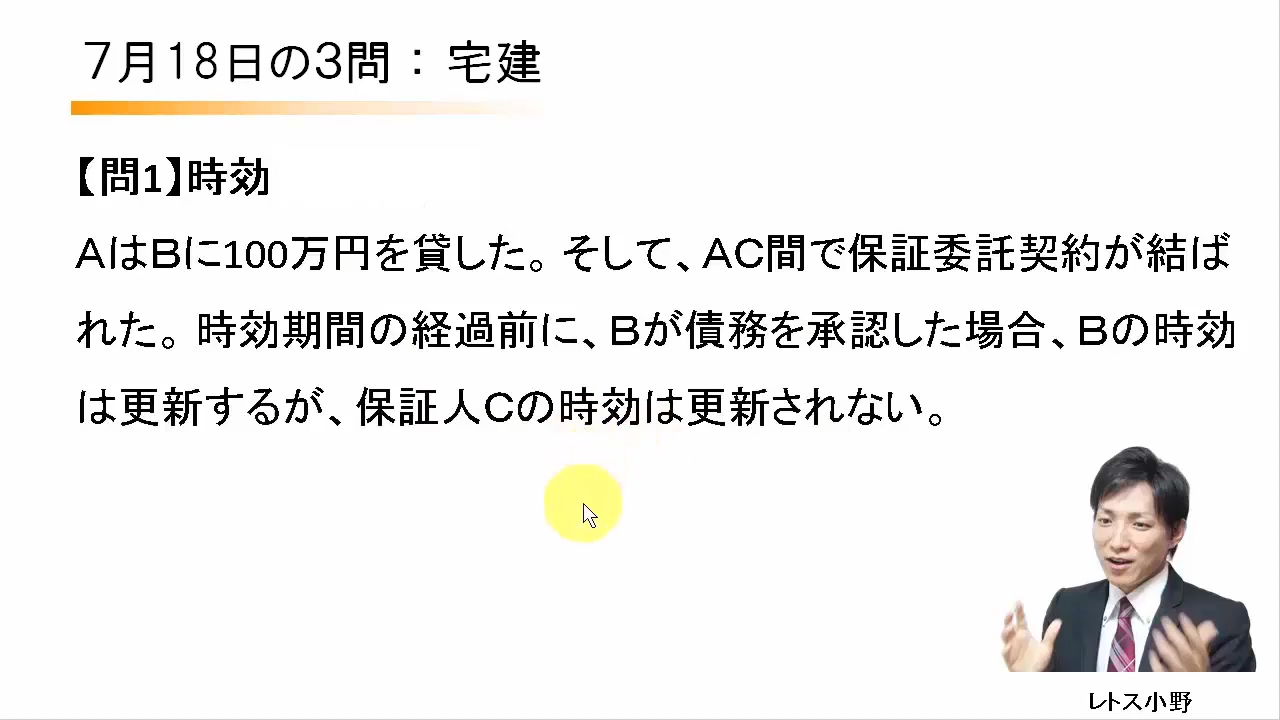 7月18日の3問：宅建
【問1】時効
ＡはＢに100万円を貸した。そして、ＡＣ間で保証委託契約が結ば
れた。時効期間の経過前に、Ｂが債務を承認した場合、Ｂの時効
は更新するが、保証人Ｃの時効は更新されない。
レトス小野